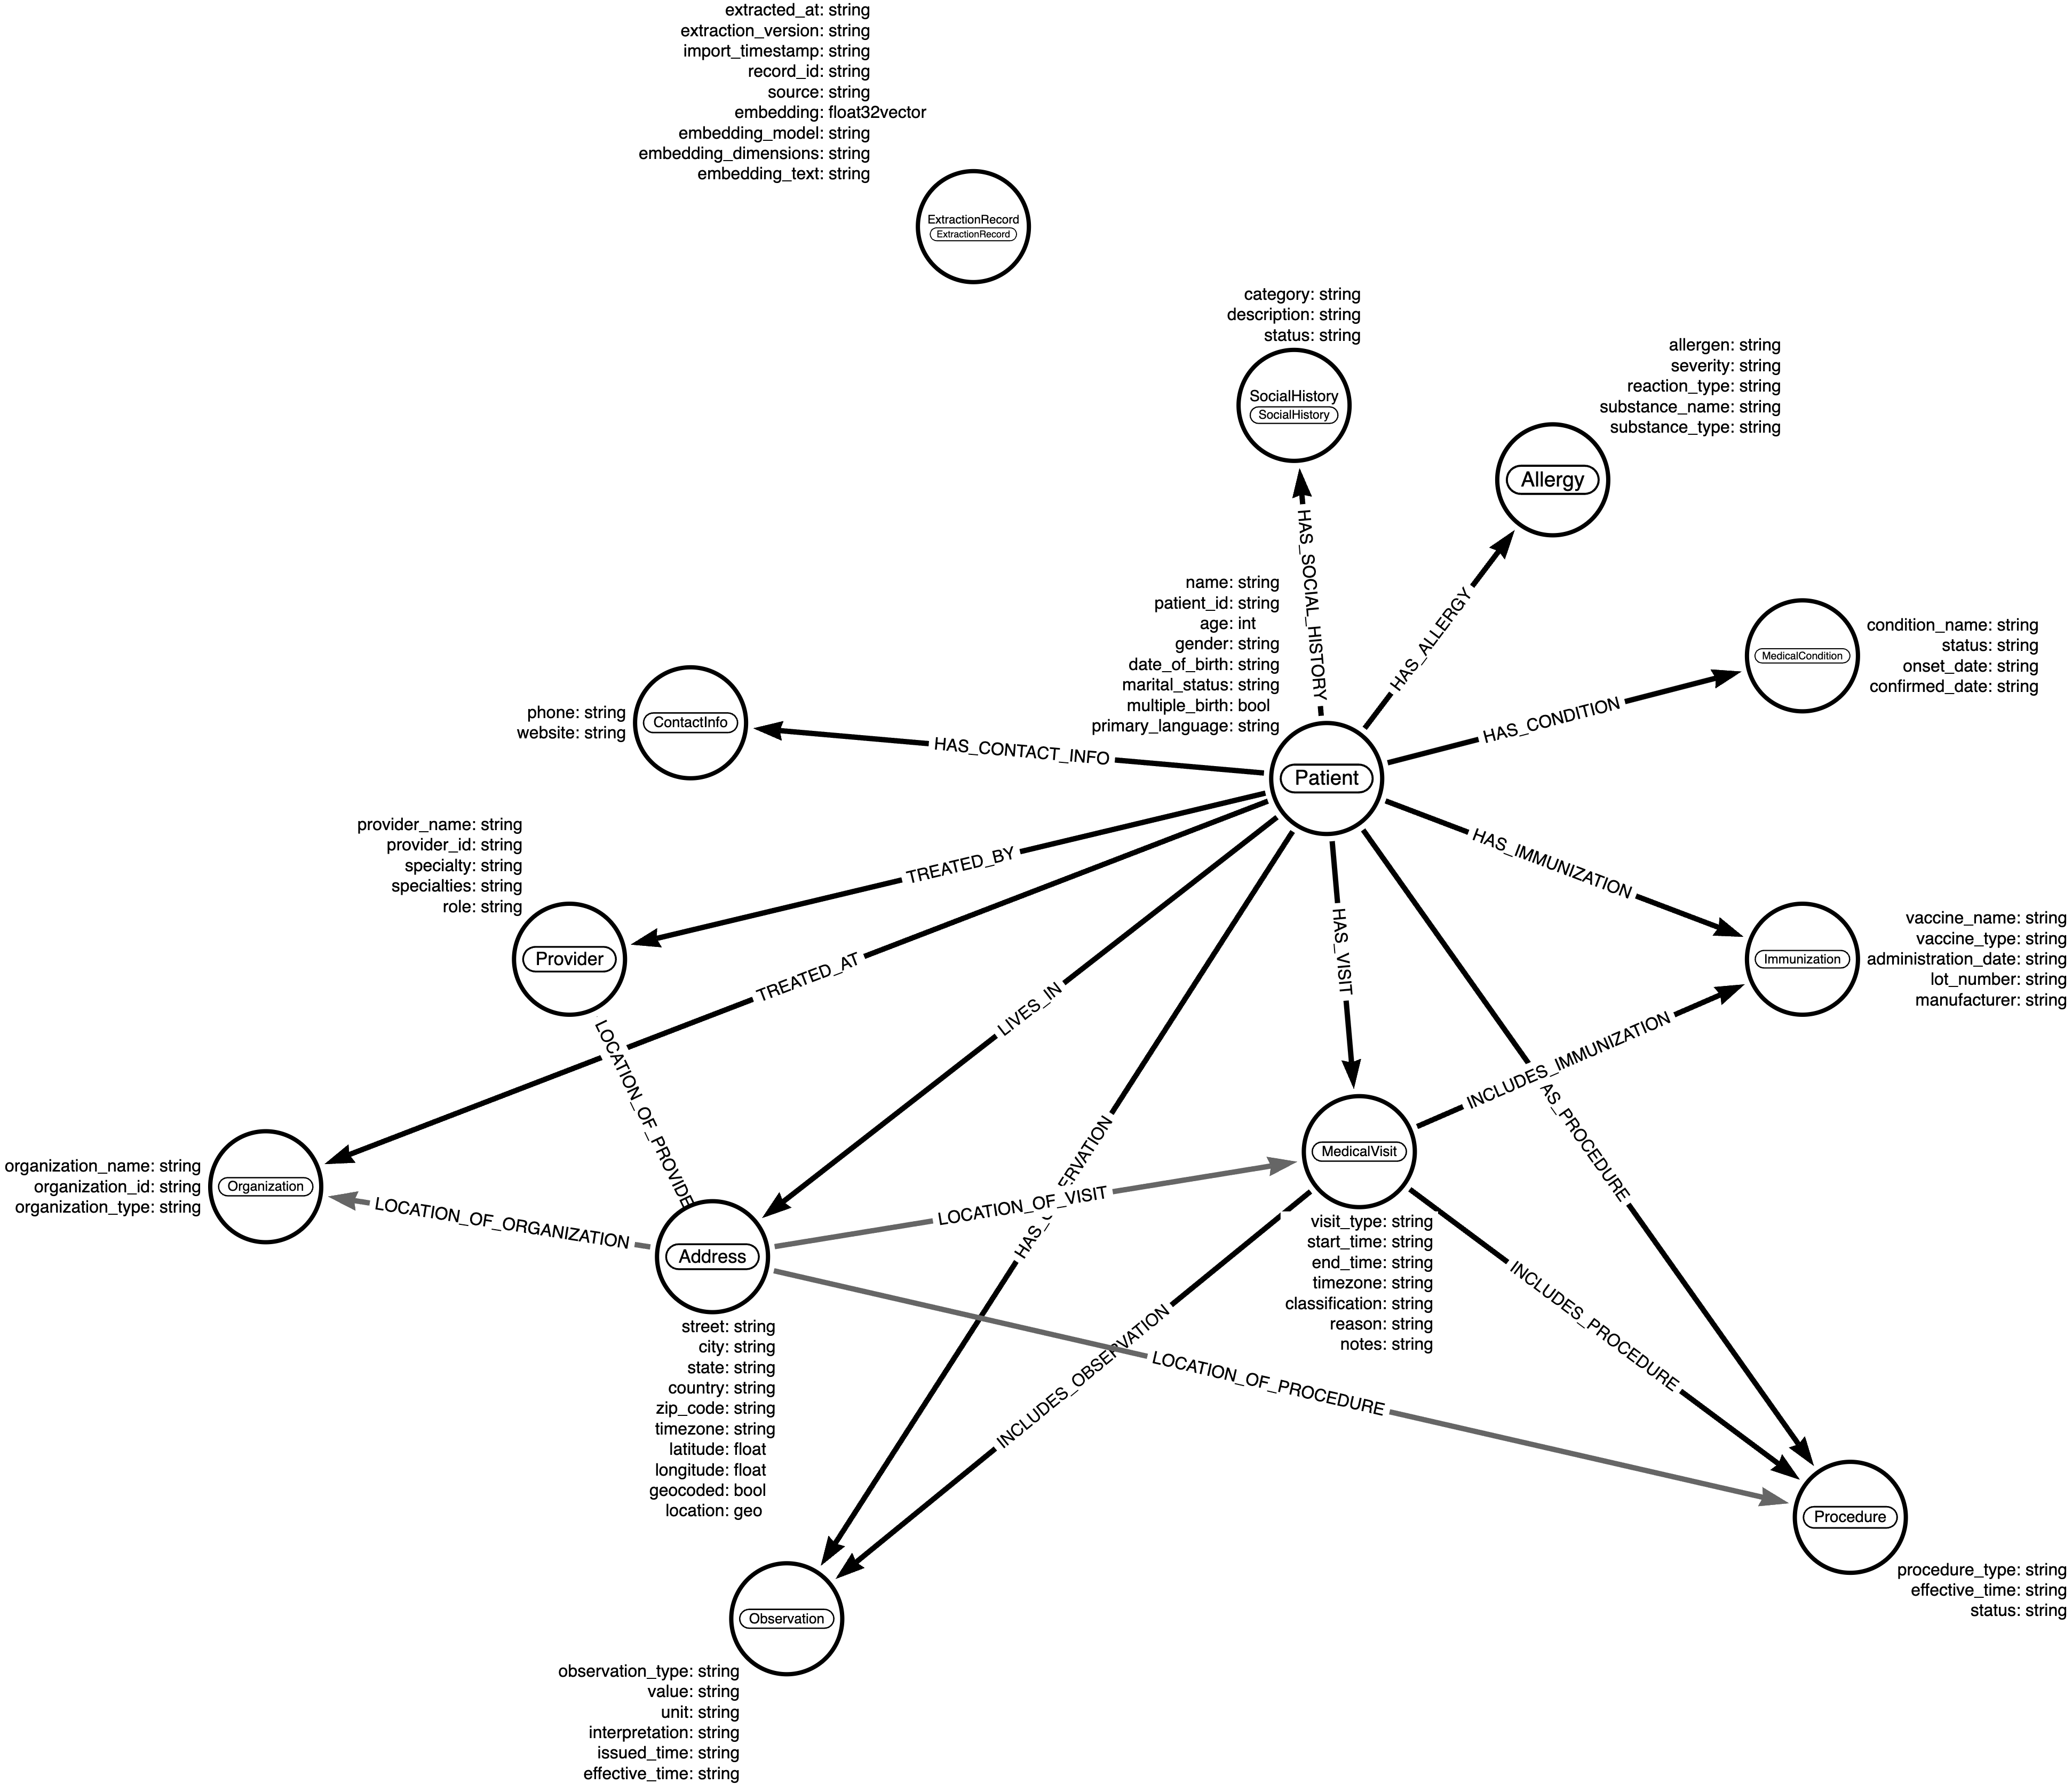 extracted_at: string
extraction_version: string
import_timestamp: string
record_id: string
source: string
embedding: float32vector
embedding_model: string
embedding_dimensions: string
embedding_text: string
ExtractionRecord
ExtractionRecord
category: string
description: string
status: string
SocialHistory
SocialHistory
allergen: string
severity: string
reaction_type: string
substance_name: string
substance_type: string
Allergy
HAS_SOCIAL_HISTORY
HAS_ALLERGY
name: string
patient_id: string
age: int
gender: string
date_of_birth: string
marital_status: string
multiple_birth: bool
primary_language: string
Patient
MedicalCondition
condition_name: string
status: string
onset_date: string
confirmed_date: string
HAS_CONDITION
phone: string
website: string
ContactInfo
HAS_CONTACT_INFO
provider_name: string
provider_id: string
specialty: string
specialties: string
role: string
Provider
TREATED_BY
TREATED_AT
LIVES_IN
HAS_VISIT
HAS_IMMUNIZATION
Immunization
vaccine_name: string
vaccine_type: string
administration_date: string
lot_number: string
manufacturer: string
INCLUDES_IMMUNIZATION
AS_PROCEDURE
LOCATION_OF_PROVIDE
organization_name: string
organization_id: string
organization_type: string
Organization
LOCATION_OF_ORGANIZATION
Address
LOCATION_OF_VISIT
HAS_
ERVATION
MedicalVisit
visit_type: string
start_time: string
end_time: string
timezone: string
classification: string
reason: string
notes: string
INCLUDES_PROCEDURE
INCLUDES_OBSERVATION
LOCATION_OF_PROCEDURE
street: string
city: string
state: string
country: string
zip_code: string
timezone: string
latitude: float
longitude: float
geocoded: bool
location: geo
Procedure
procedure_type: string
effective_time: string
status: string
Observation
observation_type: string
value: string
unit: string
interpretation: string
issued_time: string
effective_time: string